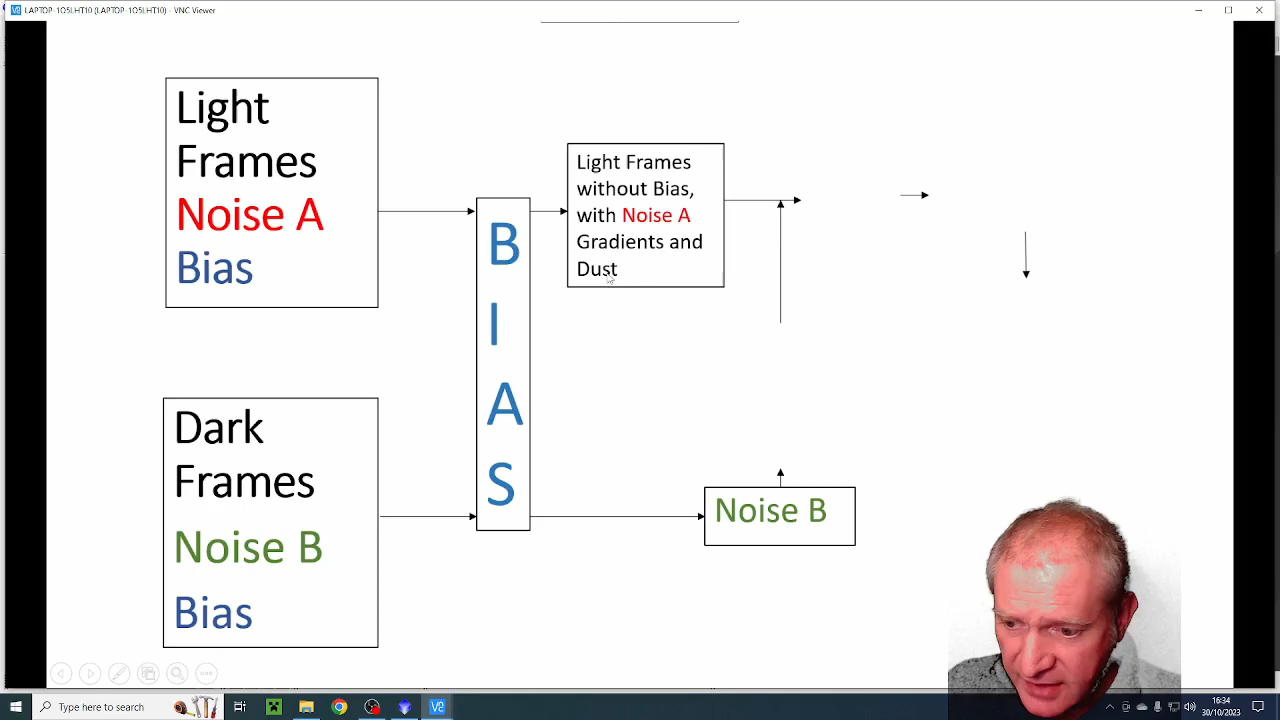 LAPTOP-1O5LHT10 (LAPTOP-1O5LHT10) - VNC Viewer
Light
Frames
Noise A
Bias
B
I
A
S
Light Frames
without Bias,
with Noise A
Gradients and
Dust
Dark
Frames
Noise B
Bias
Noise B
Type here to search
16:34
30/10/2023